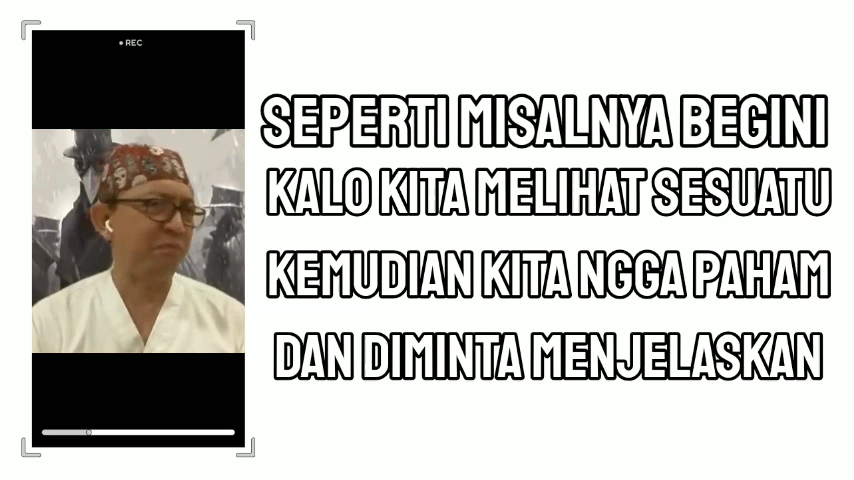 • REC
SEPERTI MISALNYA BEGINI
KALO KITA MELIHAT SESUATU
KEMUDIAN KITA NGGA PAHAM
DAN DIMINTA MENJELASKAN